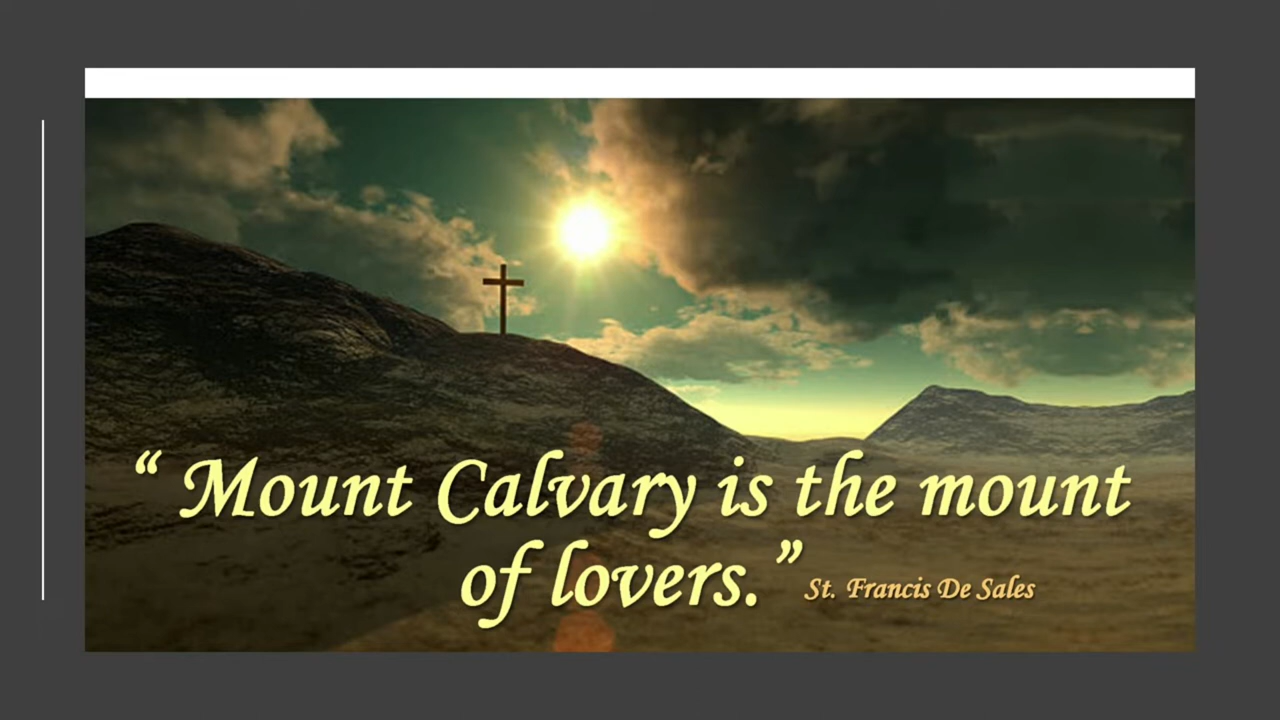 “ Mount Calvary is the mount
of lovers.” St. Francis De Sales